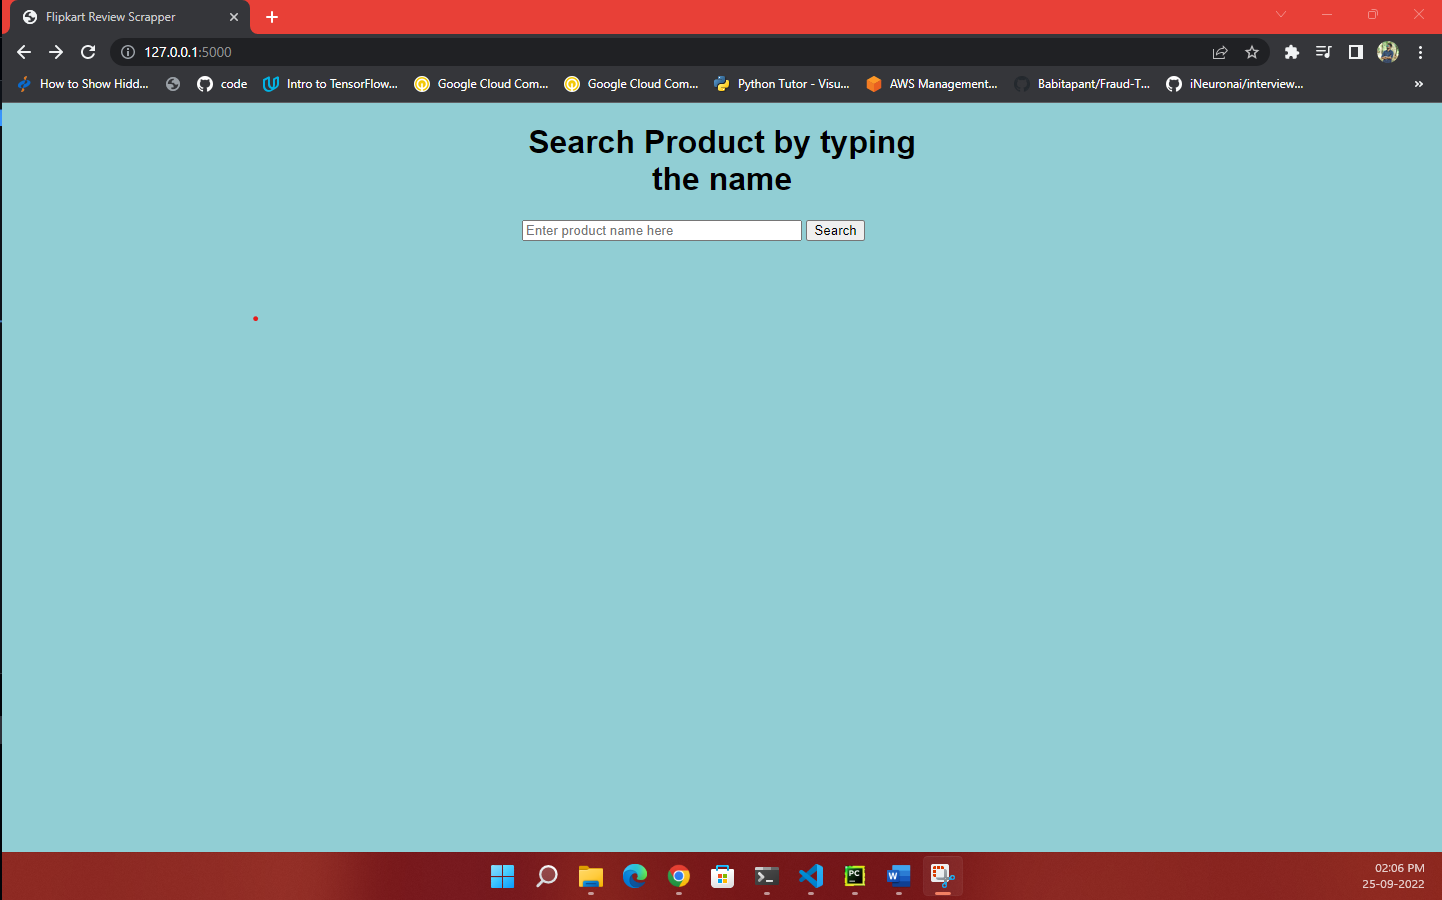 Flipkart Review Scrapper
127.0.0.1:5000
How to Show Hidd...
code
Intro to TensorFlow...
Google Cloud Com...
Google Cloud Com...
Python Tutor - Visu...
AWS Management...
Babitapant/Fraud-T...
iNeuronai/interview...
Search Product by typing
the name
Enter product name here
Search
PC
W
02:06 PM
25-09-2022